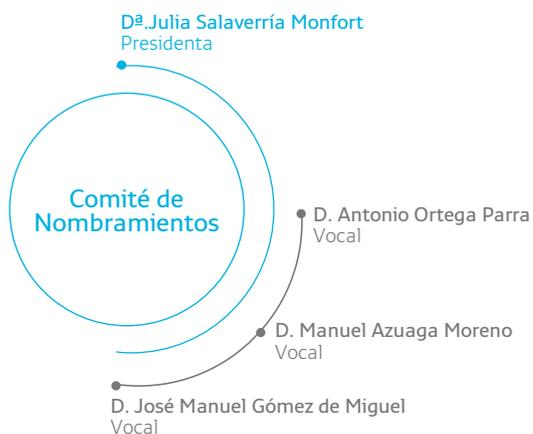 Dª.Julia Salaverría Monfort
Presidenta
Comité de
Nombramientos
D. Antonio Ortega Parra
Vocal
D. Manuel Azuaga Moreno
Vocal
D. José Manuel Gómez de Miguel
Vocal